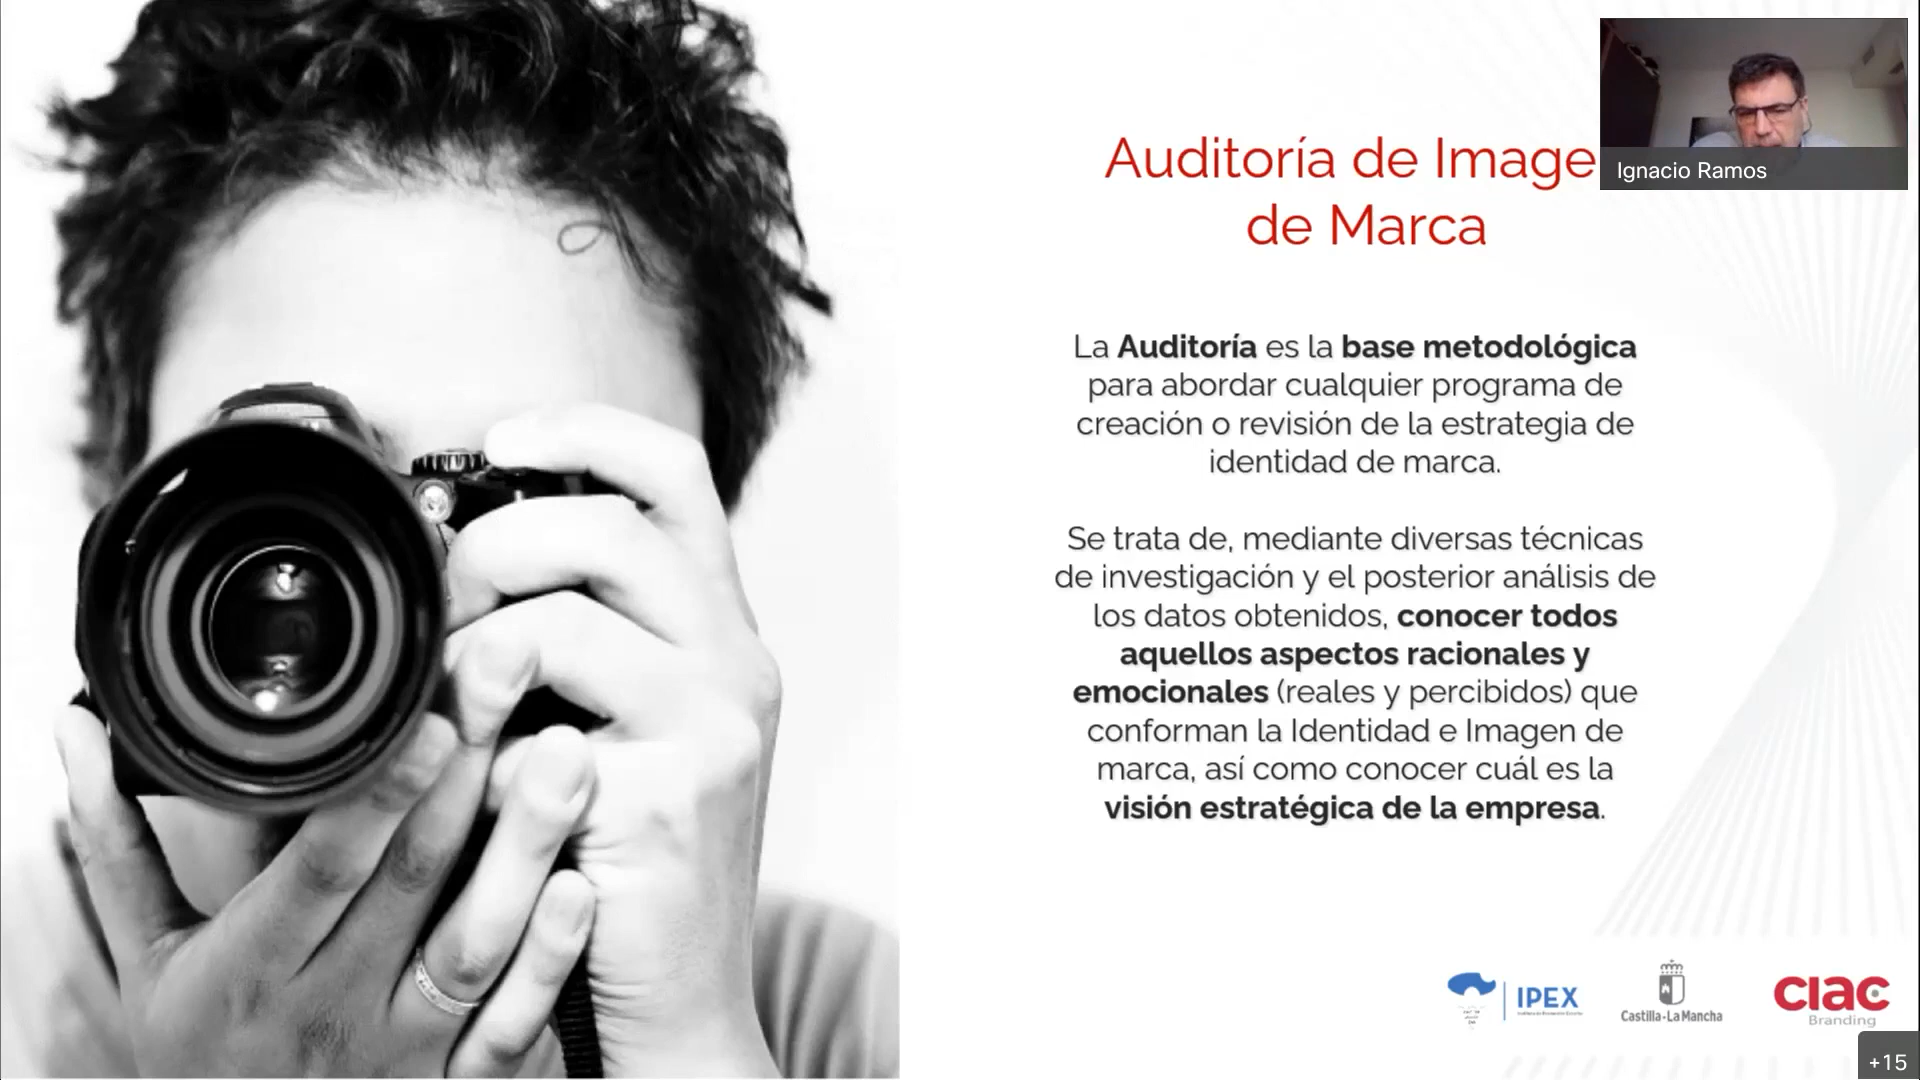 Auditoría de Image
de Marca
Ignacio Ramos
La Auditoría es la base metodológica
para abordar cualquier programa de
creación o revisión de la estrategia de
identidad de marca.
Se trata de, mediante diversas técnicas
de investigación y el posterior análisis de
los datos obtenidos, conocer todos
aquellos aspectos racionales y
emocionales (reales y percibidos) que
conforman la Identidad e Imagen de
marca, así como conocer cuál es la
visión estratégica de la empresa.
IPEX
Castilla-La Mancha
CIAC
Branding
+15